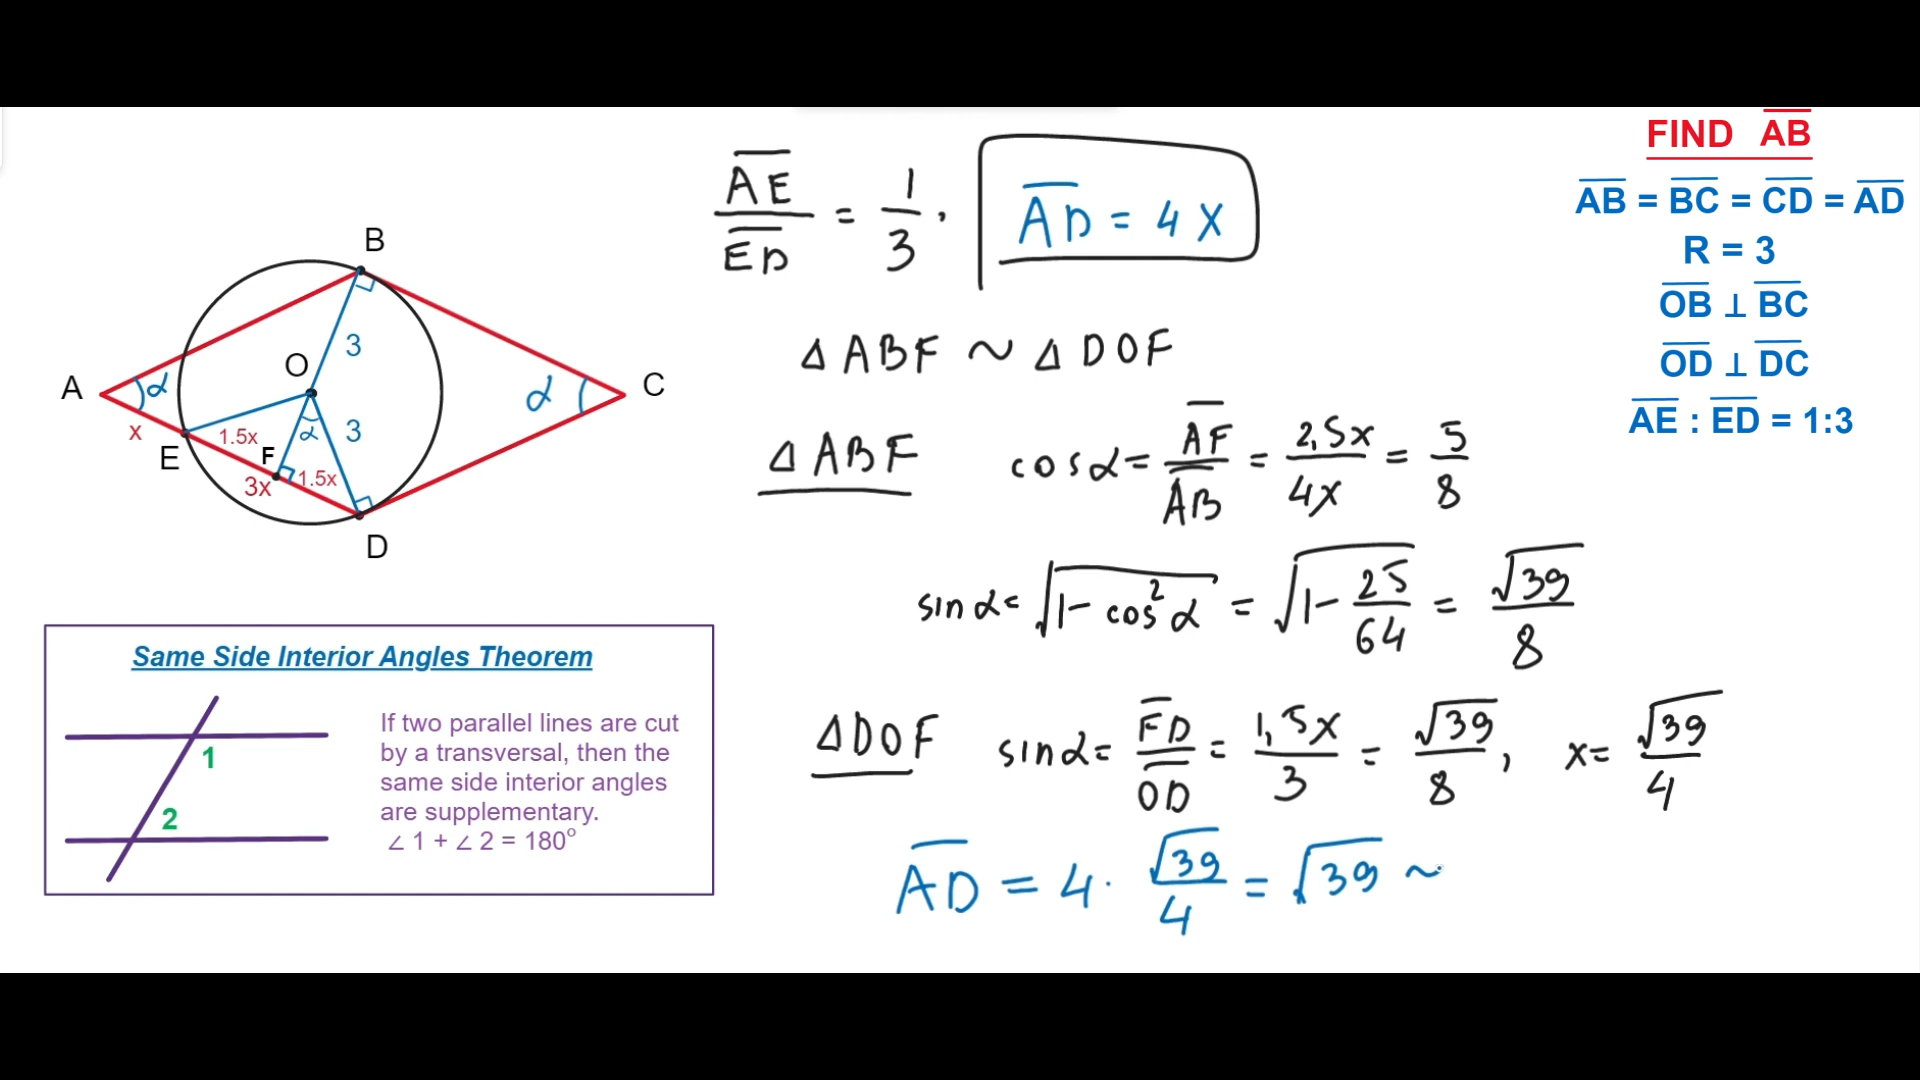 FIND AB
AB = BC = CD = AD
R = 3
OB ⊥ BC
OD ⊥ DC
AE : ED = 1:3
AE/ED = 1/3 . AD = 4x
△ABF ~ △DOF
△ABF cosα = AF/AB = 2,5x/4x = 5/8
sinα = √(1 - cos²α) = √(1 - 25/64) = √39/8
△DOF sinα = FD/OD = 1,5x/3 = √39/8, x = √39/4
AD = 4 · √39/4 = √39 ~
B
3
O
A α
α C
x
E
1.5x
F
α
3
3x
1.5x
D
Same Side Interior Angles Theorem
1
2
If two parallel lines are cut
by a transversal, then the
same side interior angles
are supplementary.
∠ 1 + ∠ 2 = 180°